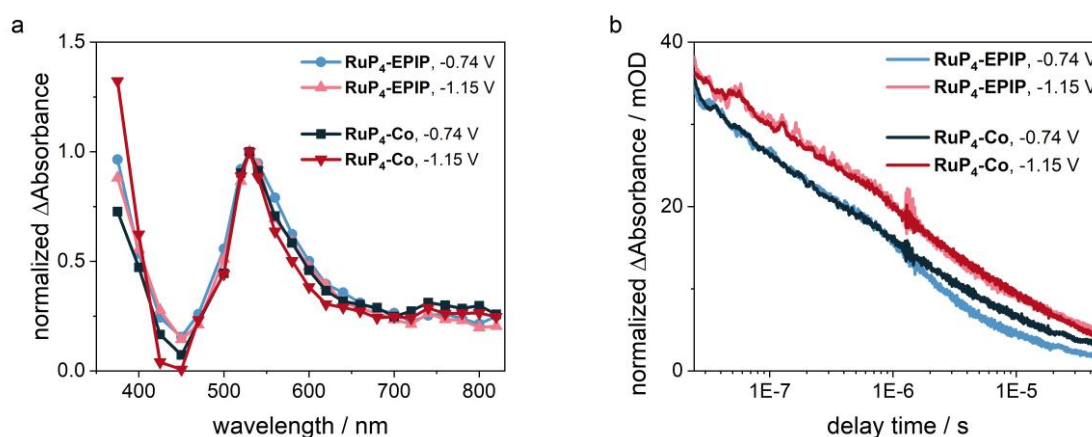 a
1.5
1.0
0.5
0.0
normalized ΔAbsorbance
RuP₄-EPIP, -0.74 V
RuP₄-EPIP, -1.15 V
RuP₄-Co, -0.74 V
RuP₄-Co, -1.15 V
400 500 600 700 800
wavelength / nm
b
40
20
0
normalized ΔAbsorbance / mOD
RuP₄-EPIP, -0.74 V
RuP₄-EPIP, -1.15 V
RuP₄-Co, -0.74 V
RuP₄-Co, -1.15 V
1E-7 1E-6 1E-5
delay time / s